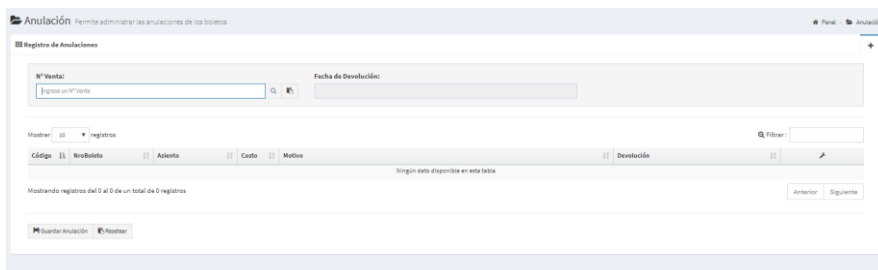 Anulación Permite administrar las anulaciones de los boletos
Panel > Anulació
Registro de Anulaciones
N° Venta:
Fecha de Devolución:
Ingrese un N° Venta
Mostrar 10 registros
Filtrar:
Código NroBoleto Asiento Costo Motivo Devolución
Ningún dato disponible en esta tabla
Mostrando registros del 0 al 0 de un total de 0 registros
Anterior Siguiente
Guardar Anulación Resetear